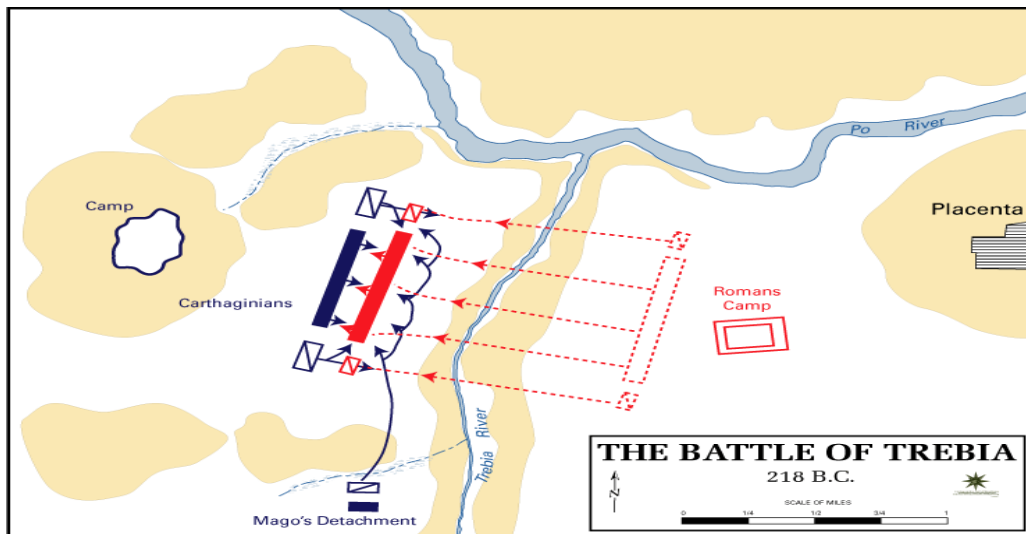 Po River
Camp
Placenta
Carthaginians
Romans
Camp
Trebia River
Mago's Detachment
THE BATTLE OF TREBIA
218 B.C.
N
SCALE OF MILES
0 1/4 1/2 3/4 1